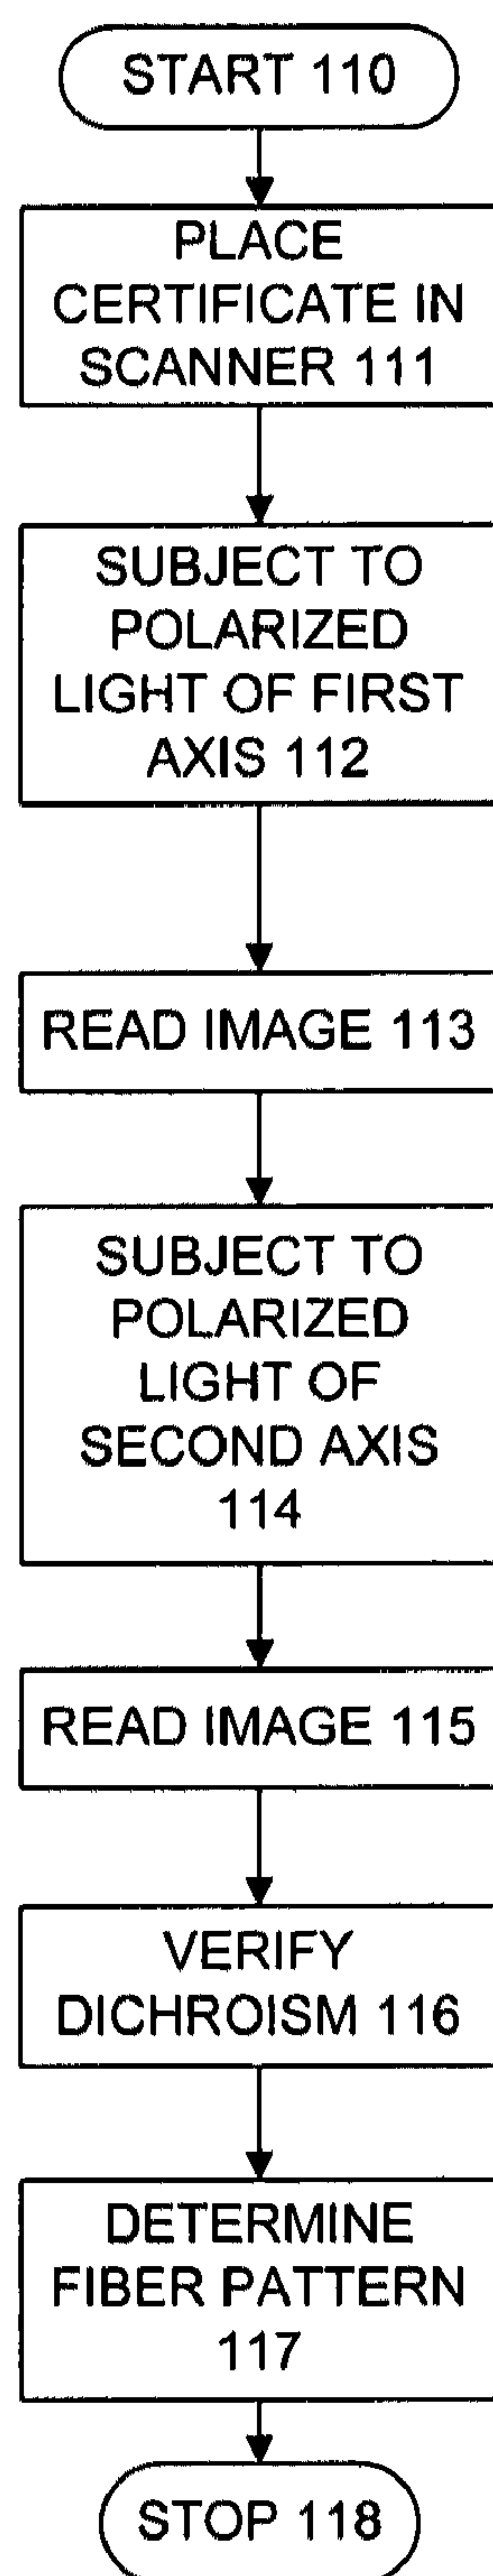 START 110
PLACE
CERTIFICATE IN
SCANNER 111
SUBJECT TO
POLARIZED
LIGHT OF FIRST
AXIS 112
READ IMAGE 113
SUBJECT TO
POLARIZED
LIGHT OF
SECOND AXIS
114
READ IMAGE 115
VERIFY
DICHROISM 116
DETERMINE
FIBER PATTERN
117
STOP 118